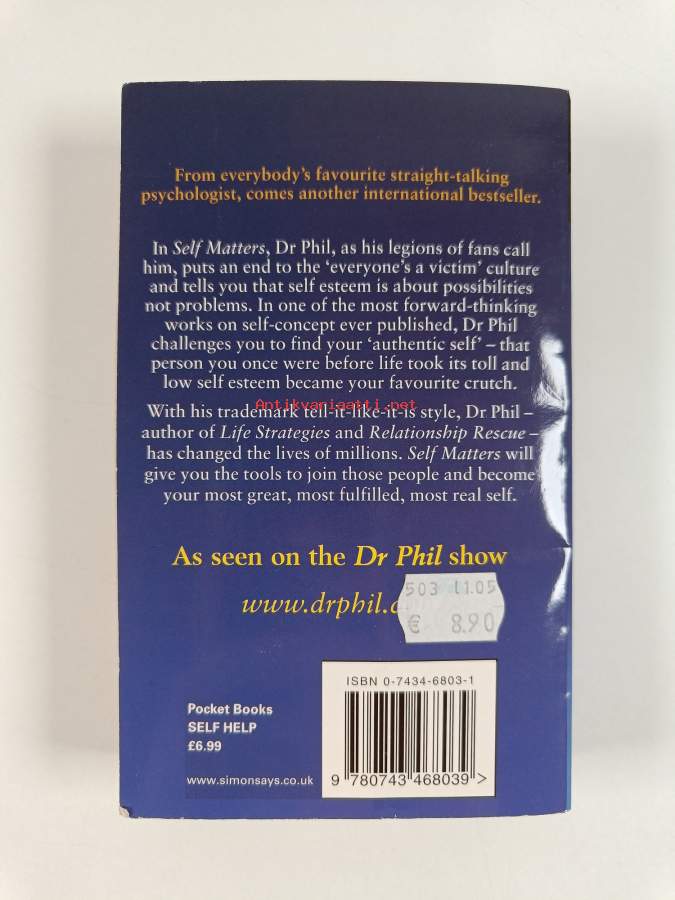 From everybody's favourite straight-talking
psychologist, comes another international bestseller.
In Self Matters, Dr Phil, as his legions of fans call
him, puts an end to the 'everyone's a victim' culture
and tells you that self esteem is about possibilities
not problems. In one of the most forward-thinking
works on self-concept ever published, Dr Phil
challenges you to find your 'authentic self' – that
person you once were before life took its toll and
low self esteem became your favourite crutch.
Antikvariaatti.net
With his trademark tell-it-like-it-is style, Dr Phil –
author of Life Strategies and Relationship Rescue –
has changed the lives of millions. Self Matters will
give you the tools to join those people and become
your most great, most fulfilled, most real self.
As seen on the Dr Phil show
www.drphil.c
503 11.05
€ 8.90
ISBN 0-7434-6803-1
Pocket Books
SELF HELP
£6.99
www.simonsays.co.uk
9 780743 468039 >